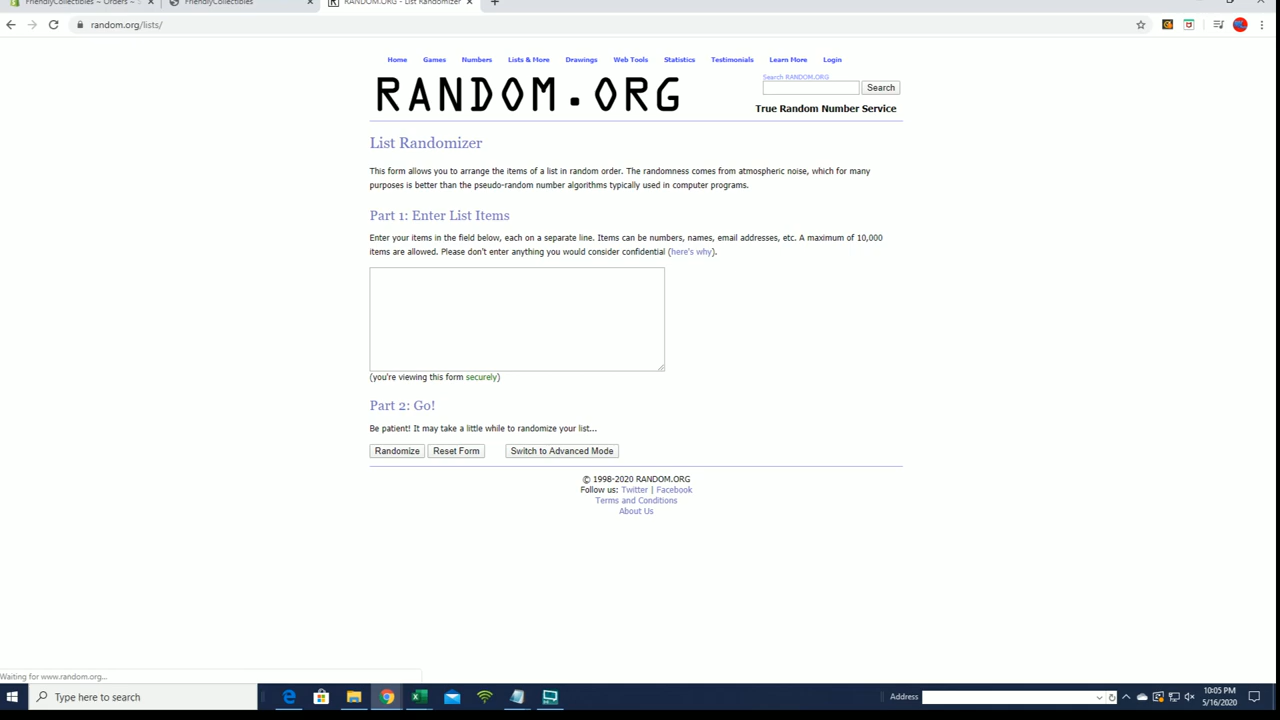 FriendlyCollectibles ~ Orders ~
FriendlyCollectibles
RANDOM.ORG - List Randomizer
random.org/lists/
Home Games Numbers Lists & More Drawings Web Tools Statistics Testimonials Learn More Login
RANDOM.ORG
Search RANDOM.ORG
Search
True Random Number Service
List Randomizer
This form allows you to arrange the items of a list in random order. The randomness comes from atmospheric noise, which for many
purposes is better than the pseudo-random number algorithms typically used in computer programs.
Part 1: Enter List Items
Enter your items in the field below, each on a separate line. Items can be numbers, names, email addresses, etc. A maximum of 10,000
items are allowed. Please don't enter anything you would consider confidential (here's why).
(you're viewing this form securely)
Part 2: Go!
Be patient! It may take a little while to randomize your list...
Randomize Reset Form Switch to Advanced Mode
© 1998-2020 RANDOM.ORG
Follow us: Twitter | Facebook
Terms and Conditions
About Us
Waiting for www.random.org...
Type here to search
Address
10:05 PM
5/16/2020